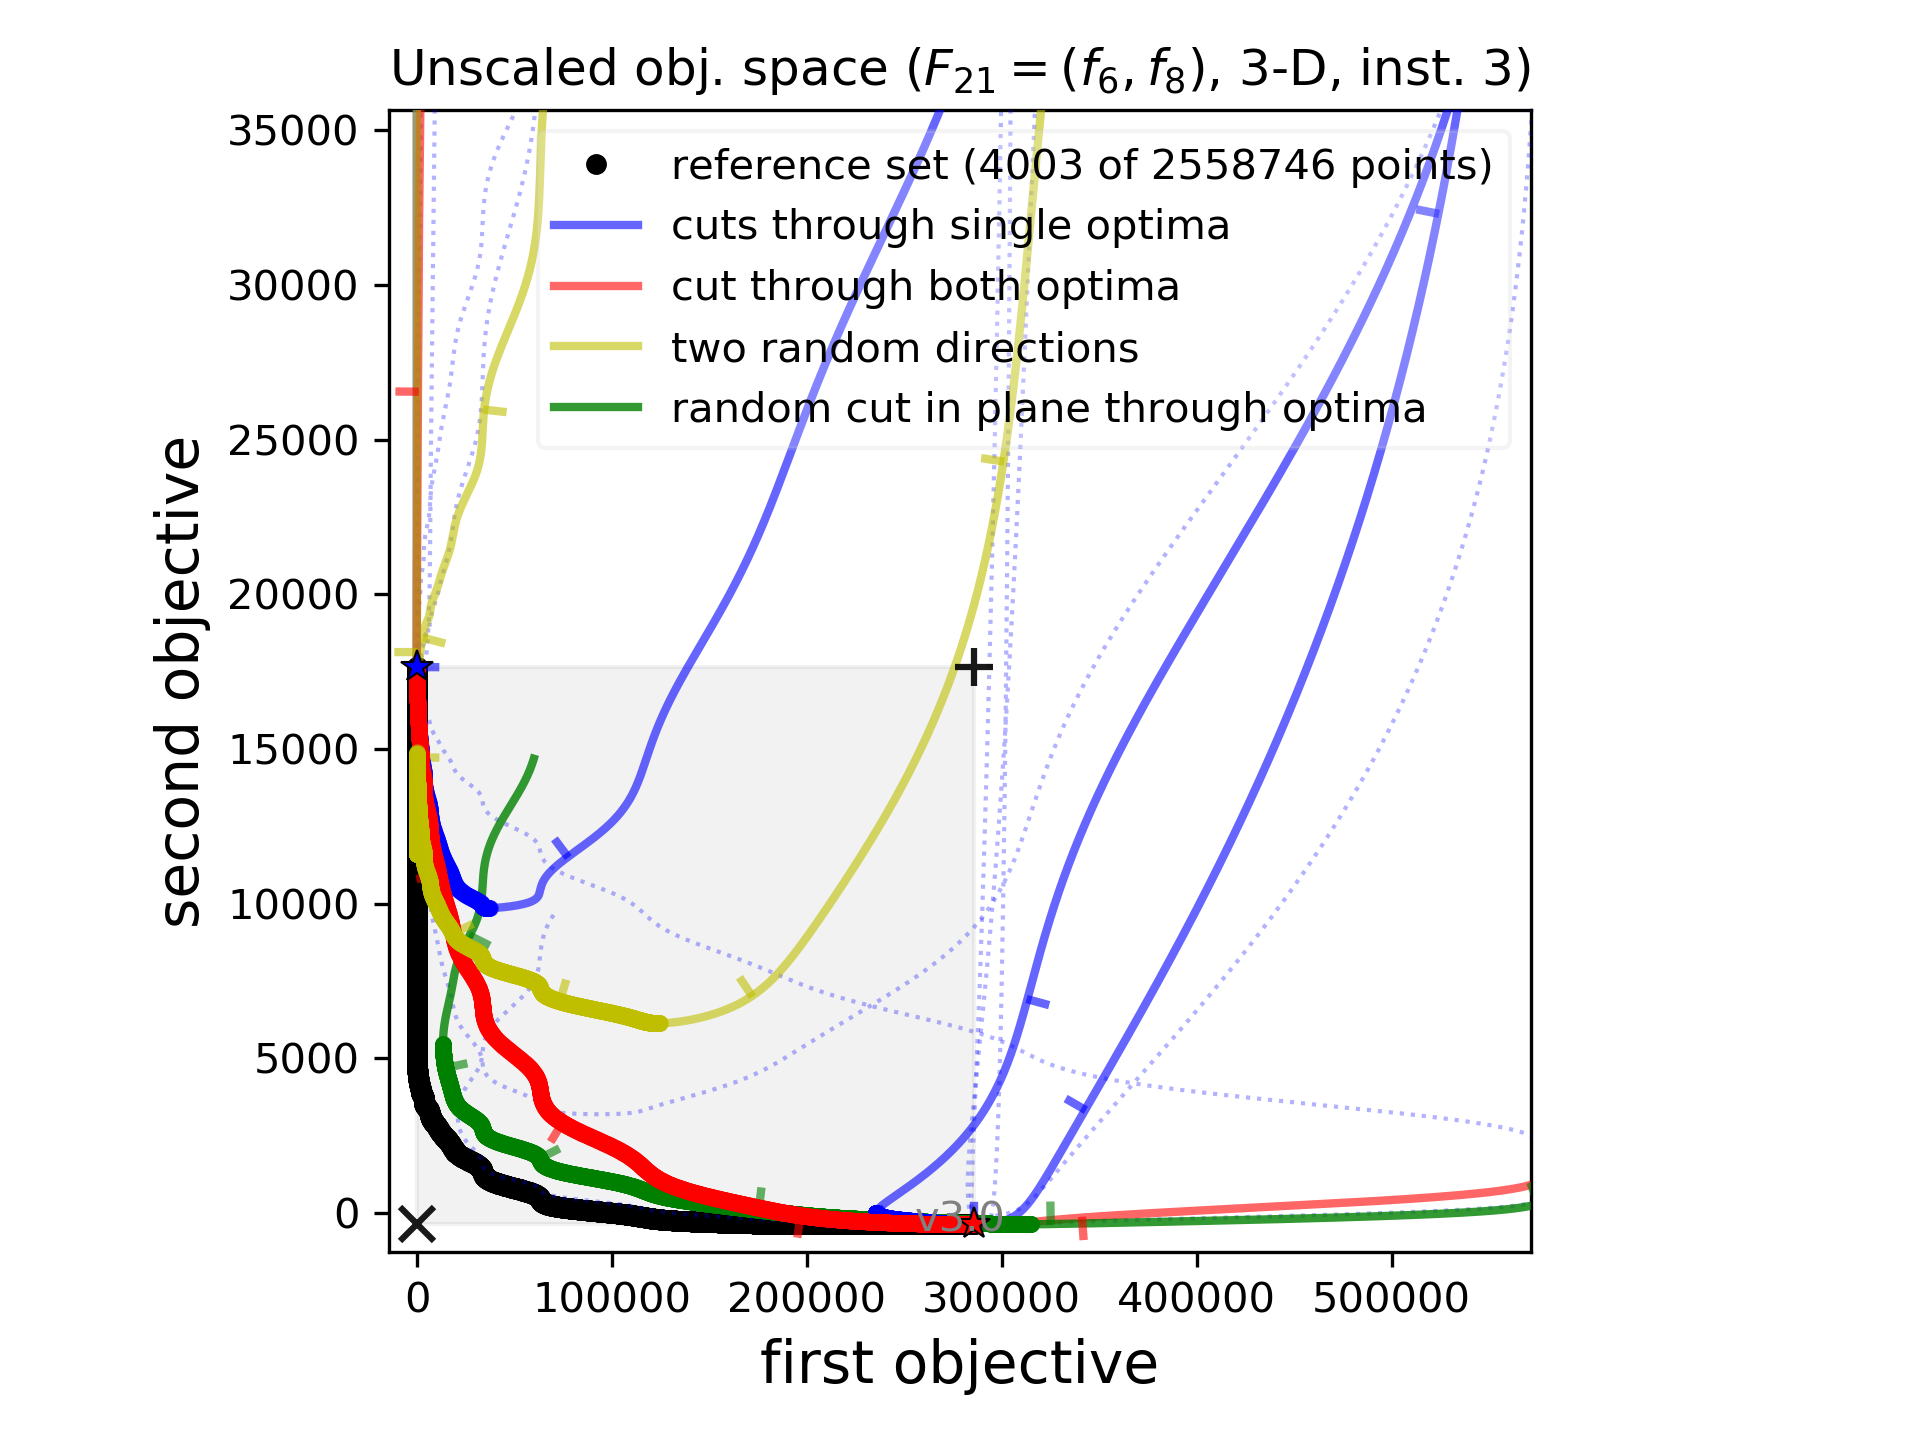 Unscaled obj. space (F21 = (f6, f8), 3-D, inst. 3)
reference set (4003 of 2558746 points)
cuts through single optima
cut through both optima
two random directions
random cut in plane through optima
second objective
35000
30000
25000
20000
15000
10000
5000
0
v3.0
0 100000 200000 300000 400000 500000
first objective